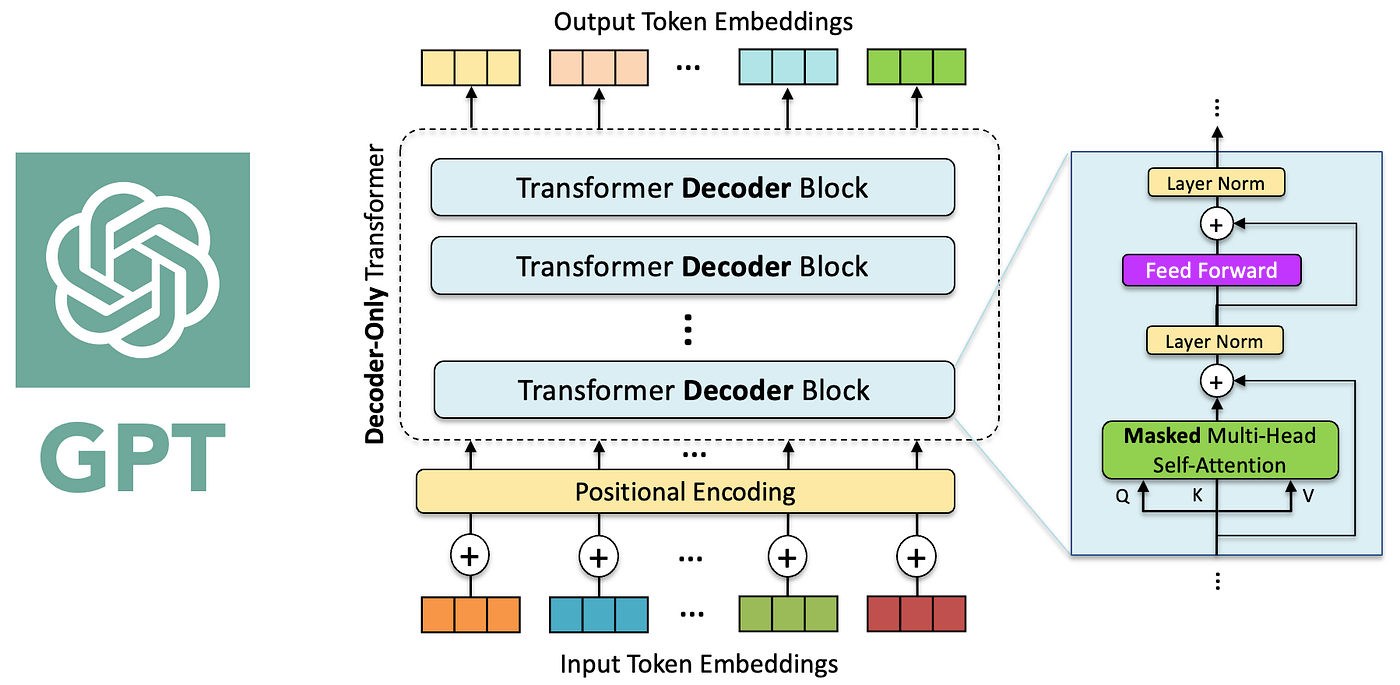 Output Token Embeddings
...
GPT
Decoder-Only Transformer
Transformer Decoder Block
Transformer Decoder Block
...
Transformer Decoder Block
...
Positional Encoding
+ + ... + +
...
Input Token Embeddings
...
Layer Norm
+
Feed Forward
Layer Norm
+
Masked Multi-Head
Self-Attention
Q K V
...